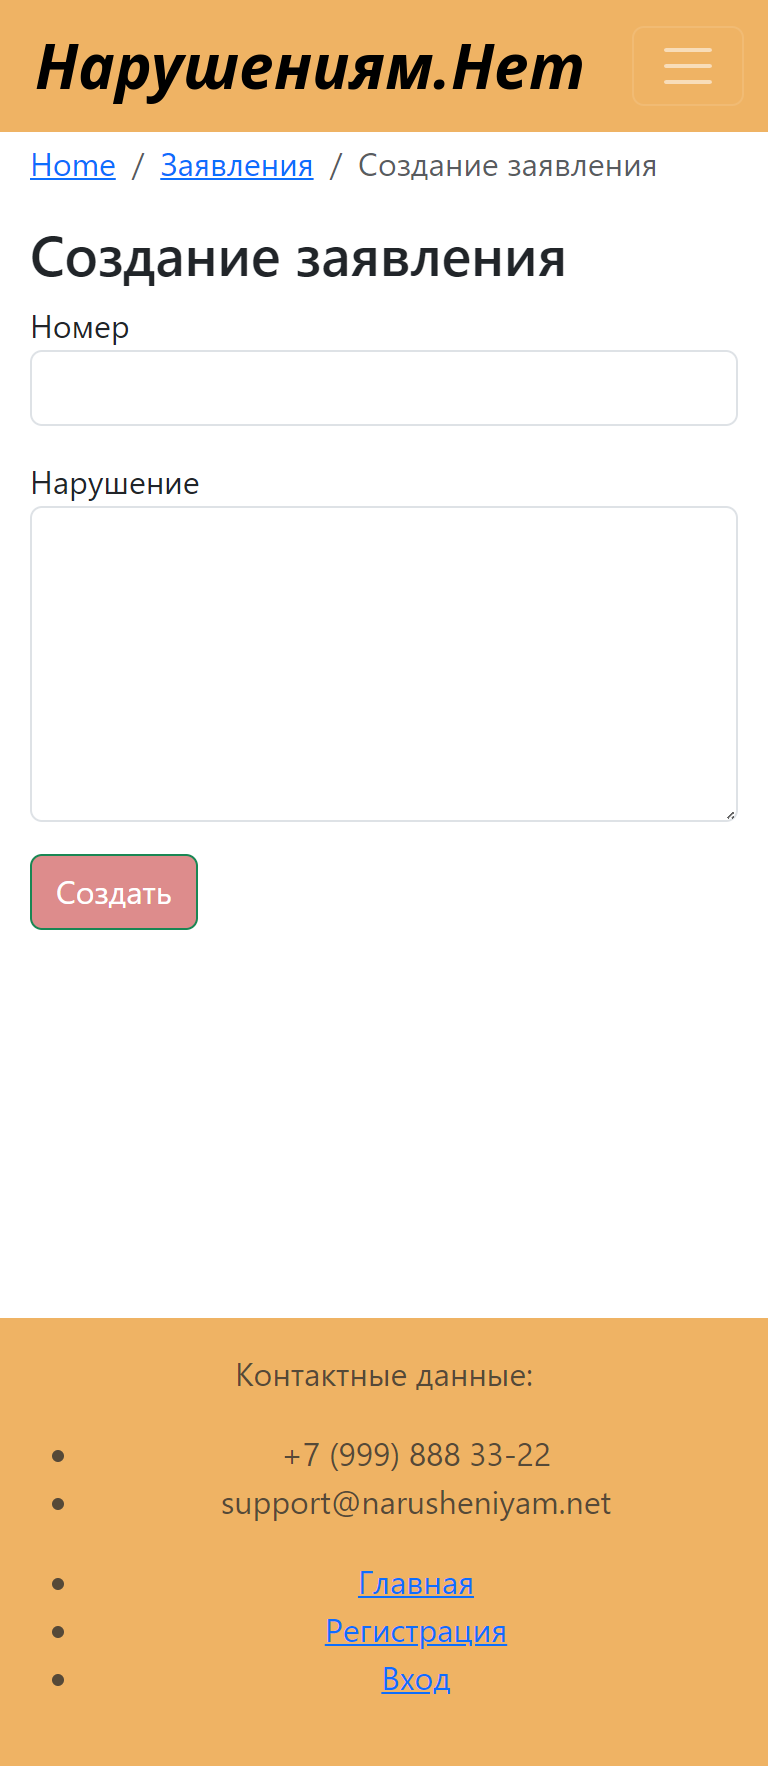 Нарушениям.Нет
Home / Заявления / Создание заявления
Создание заявления
Номер
Нарушение
Создать
Контактные данные:
+7 (999) 888 33-22
support@narusheniyam.net
Главная
Регистрация
Вход